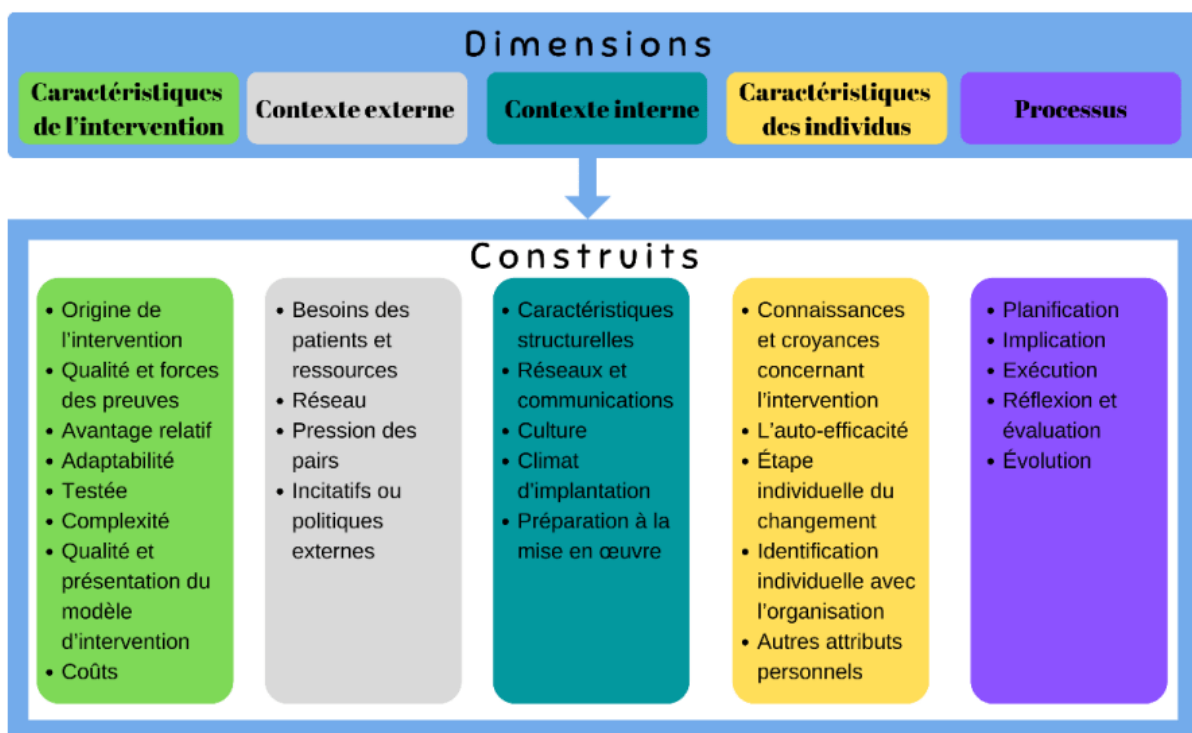 Dimensions
Caractéristiques
de l'intervention
Contexte externe
Contexte interne
Caractéristiques
des individus
Processus
Construits
• Origine de
l'intervention
• Qualité et forces
des preuves
• Avantage relatif
• Adaptabilité
• Testée
• Complexité
• Qualité et
présentation du
modèle
d'intervention
• Coûts
• Besoins des
patients et
ressources
• Réseau
• Pression des
pairs
• Incitatifs ou
politiques
externes
• Caractéristiques
structurelles
• Réseaux et
communications
• Culture
• Climat
d'implantation
• Préparation à la
mise en œuvre
• Connaissances
et croyances
concernant
l'intervention
• L'auto-efficacité
• Étape
individuelle du
changement
• Identification
individuelle avec
l'organisation
• Autres attributs
personnels
• Planification
• Implication
• Exécution
• Réflexion et
évaluation
• Évolution